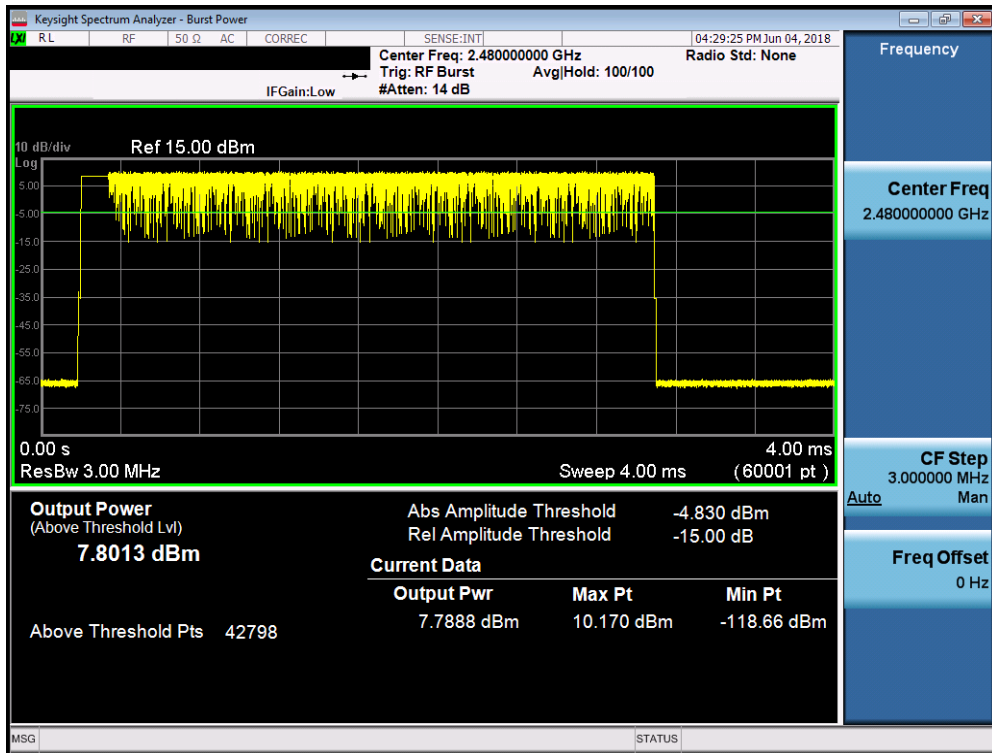 Keysight Spectrum Analyzer - Burst Power
LXI RL RF 50 Ω AC CORREC SENSE:INT 04:29:25 PM Jun 04, 2018
Center Freq: 2.480000000 GHz Radio Std: None
Trig: RF Burst Avg|Hold: 100/100
IFGain:Low #Atten: 14 dB
Frequency
10 dB/div Ref 15.00 dBm
Log
5.00
-5.00
-15.0
-25.0
-35.0
-45.0
-55.0
-65.0
-75.0
0.00 s 4.00 ms
ResBw 3.00 MHz Sweep 4.00 ms (60001 pt)
Center Freq
2.480000000 GHz
CF Step
3.000000 MHz
Auto Man
Freq Offset
0 Hz
Output Power
(Above Threshold Lvl)
7.8013 dBm
Above Threshold Pts 42798
Abs Amplitude Threshold -4.830 dBm
Rel Amplitude Threshold -15.00 dB
Current Data
Output Pwr Max Pt Min Pt
7.7888 dBm 10.170 dBm -118.66 dBm
MSG STATUS